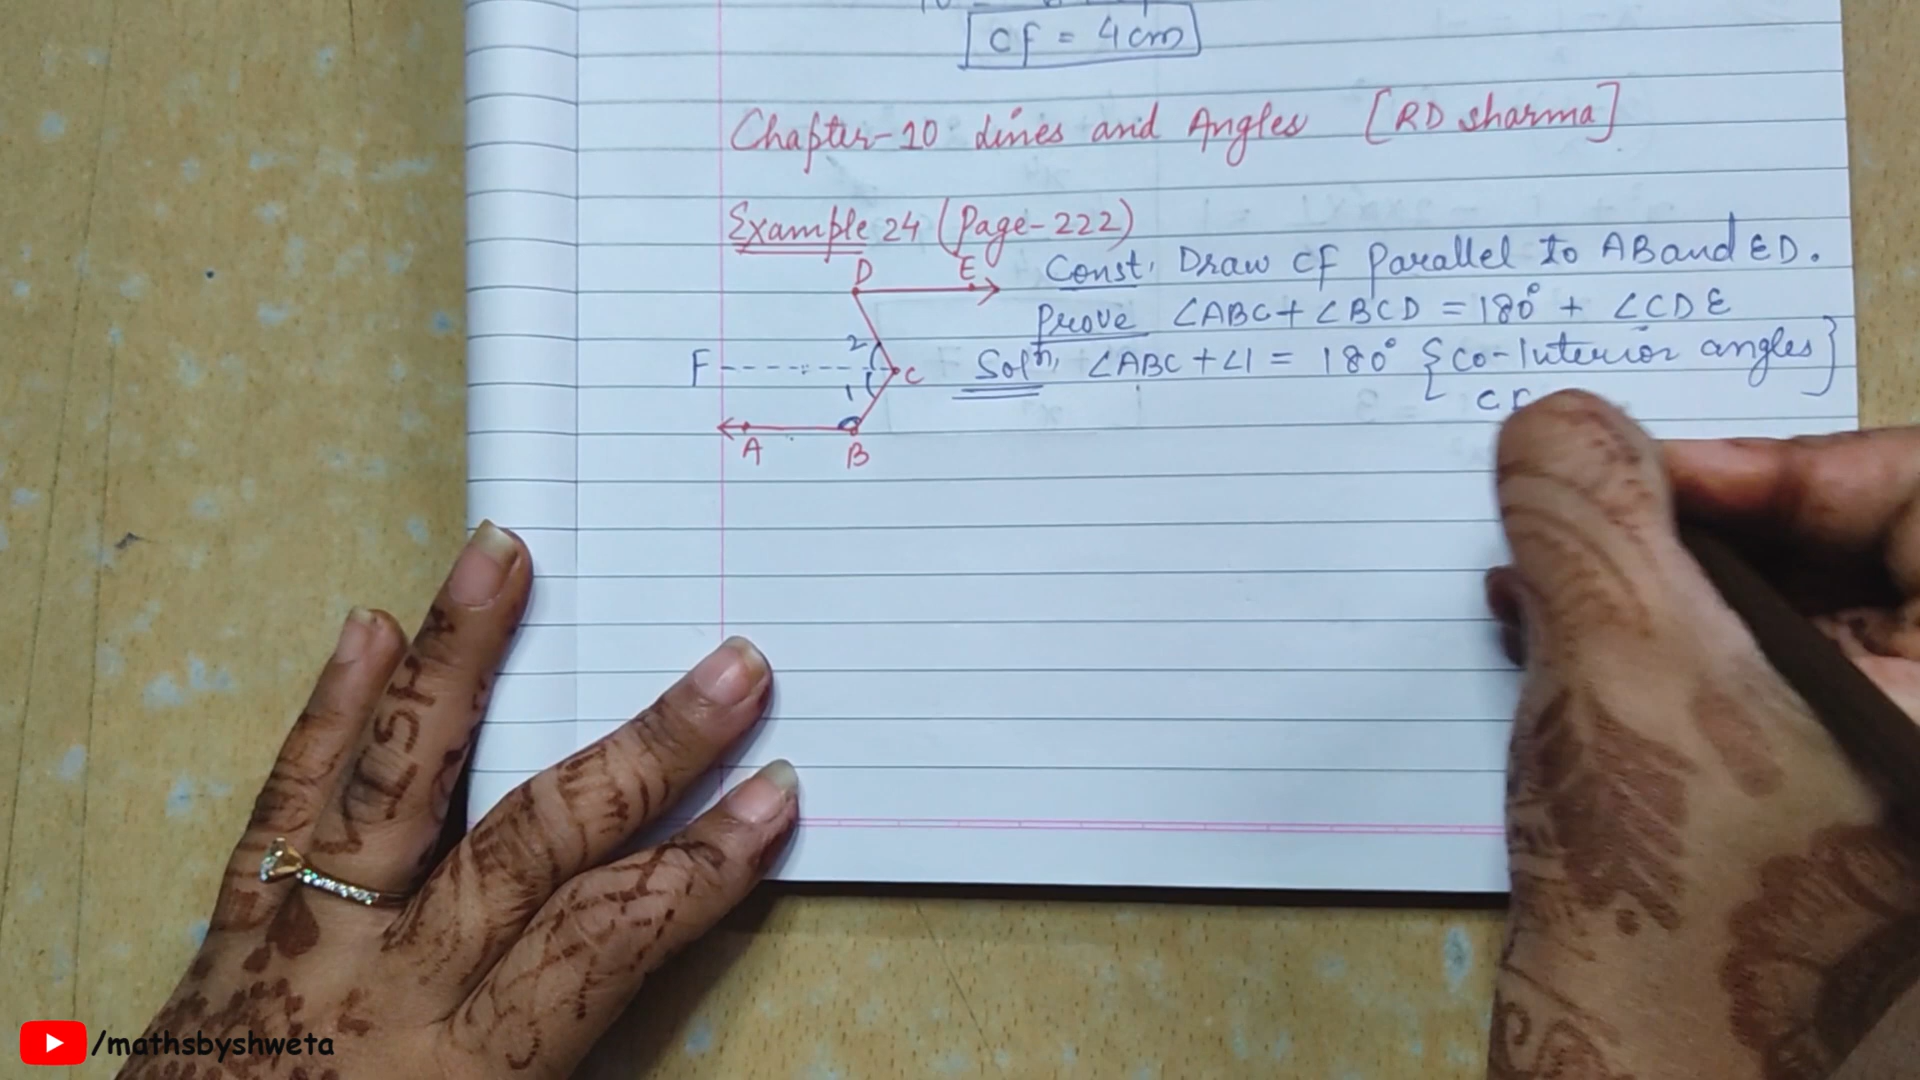 CF = 4cm
Chapter-10 Lines and Angles [RD Sharma]
Example 24 (Page-222)
D E
Const. Draw CF Parallel to AB and ED.
Prove ∠ABC + ∠BCD = 180° + ∠CDE
2
F C
Solⁿ, ∠ABC + ∠1 = 180° {Co-Interior angles}
1
CF
A B
/mathsbyshweta